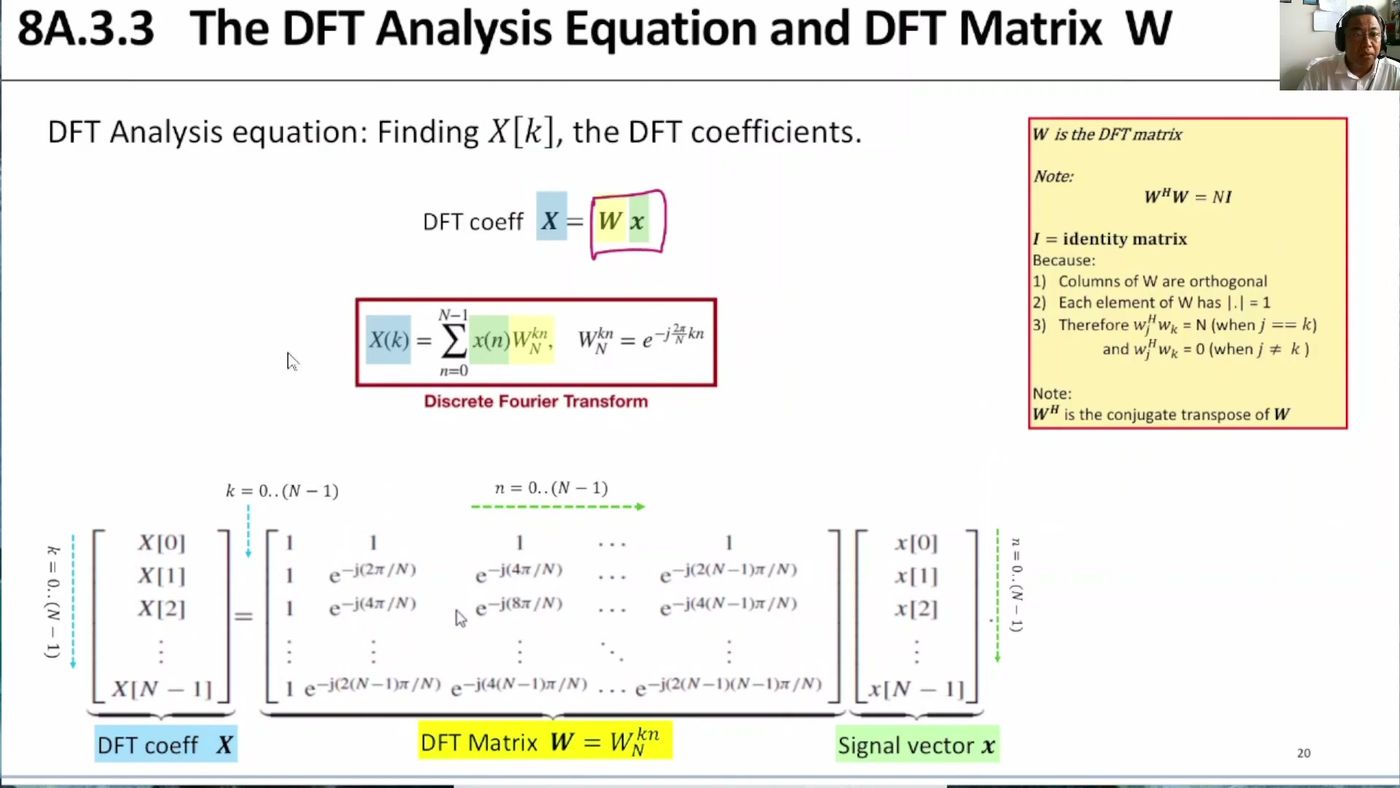 8A.3.3 The DFT Analysis Equation and DFT Matrix W
DFT Analysis equation: Finding X[k], the DFT coefficients.
DFT coeff X = W x
X(k) = ∑_{n=0}^{N−1} x(n)W_N^{kn}, W_N^{kn} = e^{−j\frac{2π}{N}kn}
Discrete Fourier Transform
W is the DFT matrix
Note:
W^H W = NI
I = identity matrix
Because:
1) Columns of W are orthogonal
2) Each element of W has |.| = 1
3) Therefore w_j^H w_k = N (when j == k)
and w_j^H w_k = 0 (when j ≠ k )
Note:
W^H is the conjugate transpose of W
k = 0..(N − 1)
n = 0..(N − 1)
k = 0..(N − 1)
n = 0..(N − 1)
X[0] 1 1 1 ⋯ 1 x[0]
X[1] 1 e^{−j(2π/N)} e^{−j(4π/N)} ⋯ e^{−j(2(N−1)π/N)} x[1]
X[2] = 1 e^{−j(4π/N)} e^{−j(8π/N)} ⋯ e^{−j(4(N−1)π/N)} x[2] .
⋮ ⋮ ⋮ ⋮ ⋱ ⋮ ⋮
X[N − 1] 1 e^{−j(2(N−1)π/N)} e^{−j(4(N−1)π/N)} ⋯ e^{−j(2(N−1)(N−1)π/N)} x[N − 1]
DFT coeff X
DFT Matrix W = W_N^{kn}
Signal vector x
20